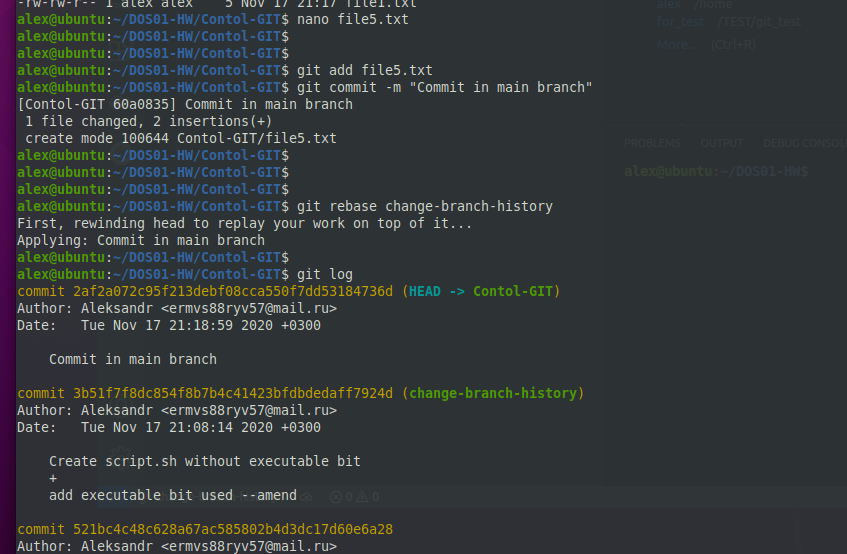 -rw-rw-r-- 1 alex alex    5 Nov 17 21:17 file1.txt
alex@ubuntu:~/DOS01-HW/Contol-GIT$ nano file5.txt
alex@ubuntu:~/DOS01-HW/Contol-GIT$
alex@ubuntu:~/DOS01-HW/Contol-GIT$
alex@ubuntu:~/DOS01-HW/Contol-GIT$ git add file5.txt
alex@ubuntu:~/DOS01-HW/Contol-GIT$ git commit -m "Commit in main branch"
[Contol-GIT 60a0835] Commit in main branch
 1 file changed, 2 insertions(+)
 create mode 100644 Contol-GIT/file5.txt
alex@ubuntu:~/DOS01-HW/Contol-GIT$
alex@ubuntu:~/DOS01-HW/Contol-GIT$
alex@ubuntu:~/DOS01-HW/Contol-GIT$
alex@ubuntu:~/DOS01-HW/Contol-GIT$ git rebase change-branch-history
First, rewinding head to replay your work on top of it...
Applying: Commit in main branch
alex@ubuntu:~/DOS01-HW/Contol-GIT$
alex@ubuntu:~/DOS01-HW/Contol-GIT$ git log
commit 2af2a072c95f213debf08cca550f7dd53184736d (HEAD -> Contol-GIT)
Author: Aleksandr <ermvs88ryv57@mail.ru>
Date:   Tue Nov 17 21:18:59 2020 +0300

    Commit in main branch

commit 3b51f7f8dc854f8b7b4c41423bfdbdedaff7924d (change-branch-history)
Author: Aleksandr <ermvs88ryv57@mail.ru>
Date:   Tue Nov 17 21:08:14 2020 +0300

    Create script.sh without executable bit
    +
    add executable bit used --amend

commit 521bc4c48c628a67ac585802b4d3dc17d60e6a28
Author: Aleksandr <ermvs88ryv57@mail.ru>
alex /home
for_test /TEST/git_test
More... (Ctrl+R)
PROBLEMS OUTPUT DEBUG CONSOL
alex@ubuntu:~/DOS01-HW$
0 0